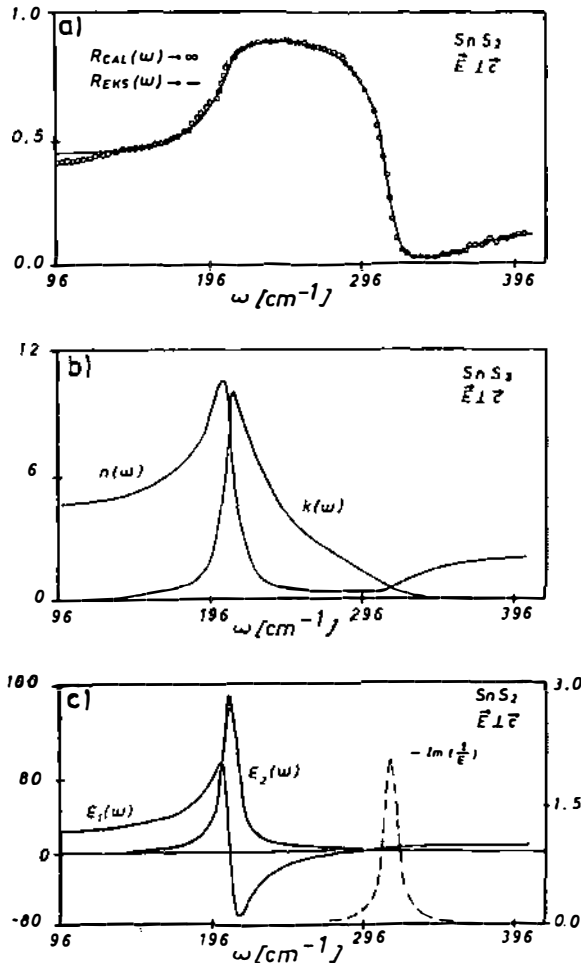 a)
1.0
0.5
0.0
R_CAL(ω) → ∞
R_EKS(ω) → —
SnS₂
E⃗ ⊥ c⃗
96 196 296 396
ω [cm⁻¹]
b)
12
6
0
n(ω)
k(ω)
SnS₂
E⃗ ⊥ c⃗
96 196 296 396
ω [cm⁻¹]
c)
160
80
0
-80
ε₁(ω)
ε₂(ω)
-Im(1/ε)
SnS₂
E⃗ ⊥ c⃗
3.0
1.5
0.0
96 196 296 396
ω [cm⁻¹]